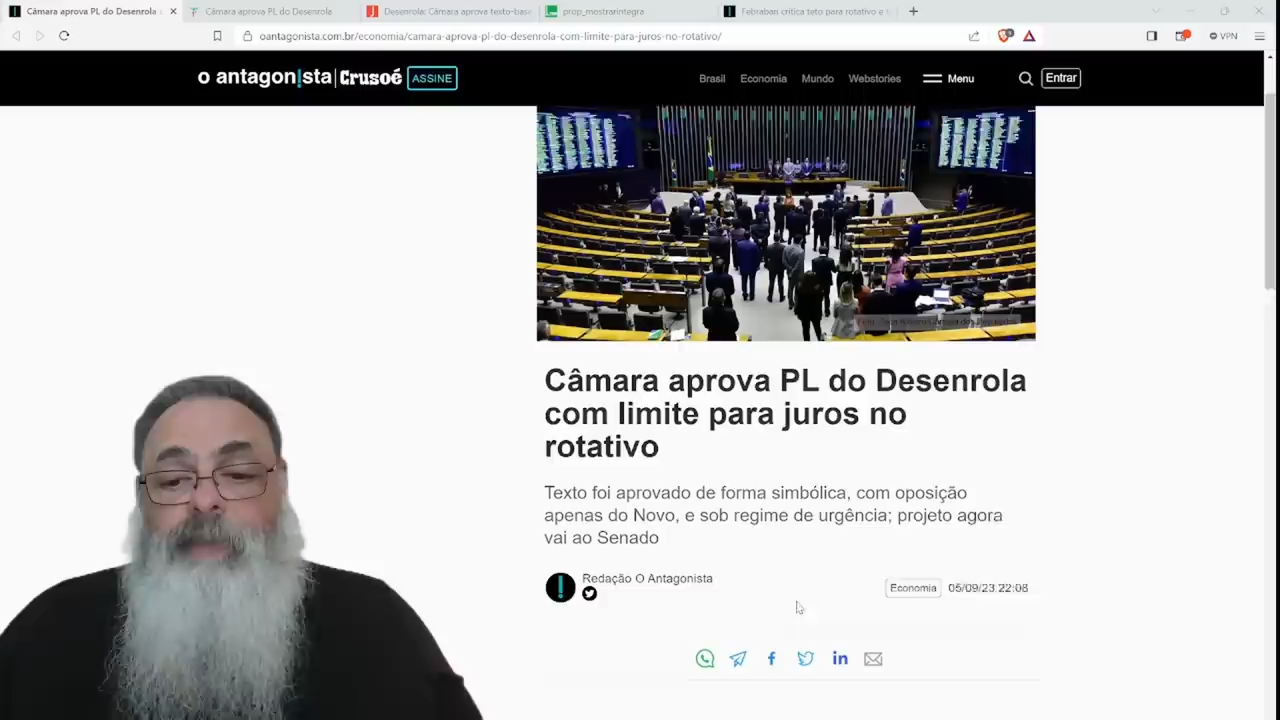 Câmara aprova PL do Desenrola
Câmara aprova PL do Desenrola
Desenrola: Câmara aprova texto-base
prop_mostrarintegra
Febraban critica teto para rotativo e
oantagonista.com.br/economia/camara-aprova-pl-do-desenrola-com-limite-para-juros-no-rotativo/
VPN
o antagon!sta|Crusoé ASSINE
Brasil Economia Mundo Webstories Menu Entrar
Câmara aprova PL do Desenrola
com limite para juros no
rotativo
Texto foi aprovado de forma simbólica, com oposição
apenas do Novo, e sob regime de urgência; projeto agora
vai ao Senado
Redação O Antagonista
Economia 05/09/23 22:08